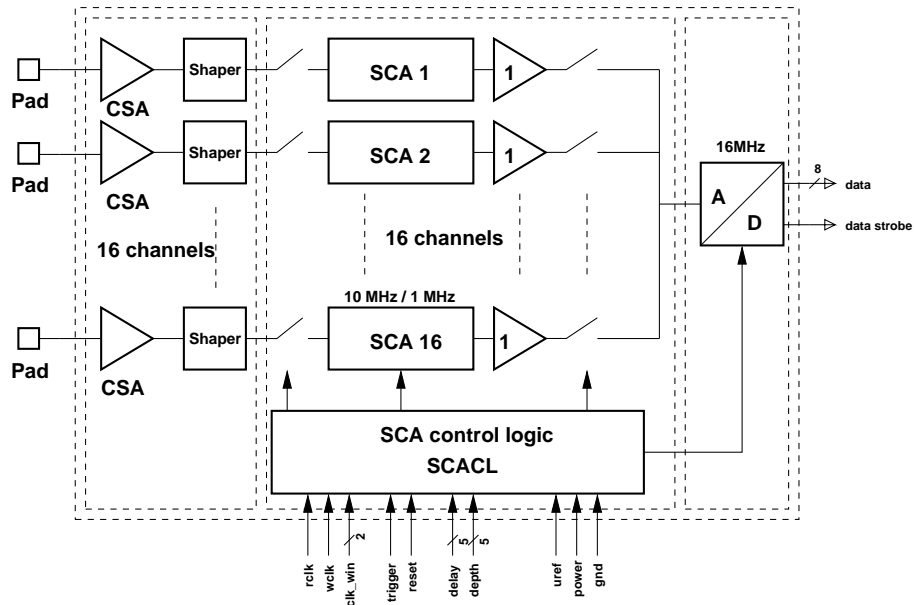 Pad
CSA
Shaper
SCA 1
1
Pad
CSA
Shaper
SCA 2
1
16 channels
16 channels
16MHz
A
D
8
data
data strobe
10 MHz / 1 MHz
Pad
CSA
Shaper
SCA 16
1
SCA control logic
SCACL
rclk
wclk
clk_win
2
trigger
reset
delay
5
depth
5
uref
power
gnd